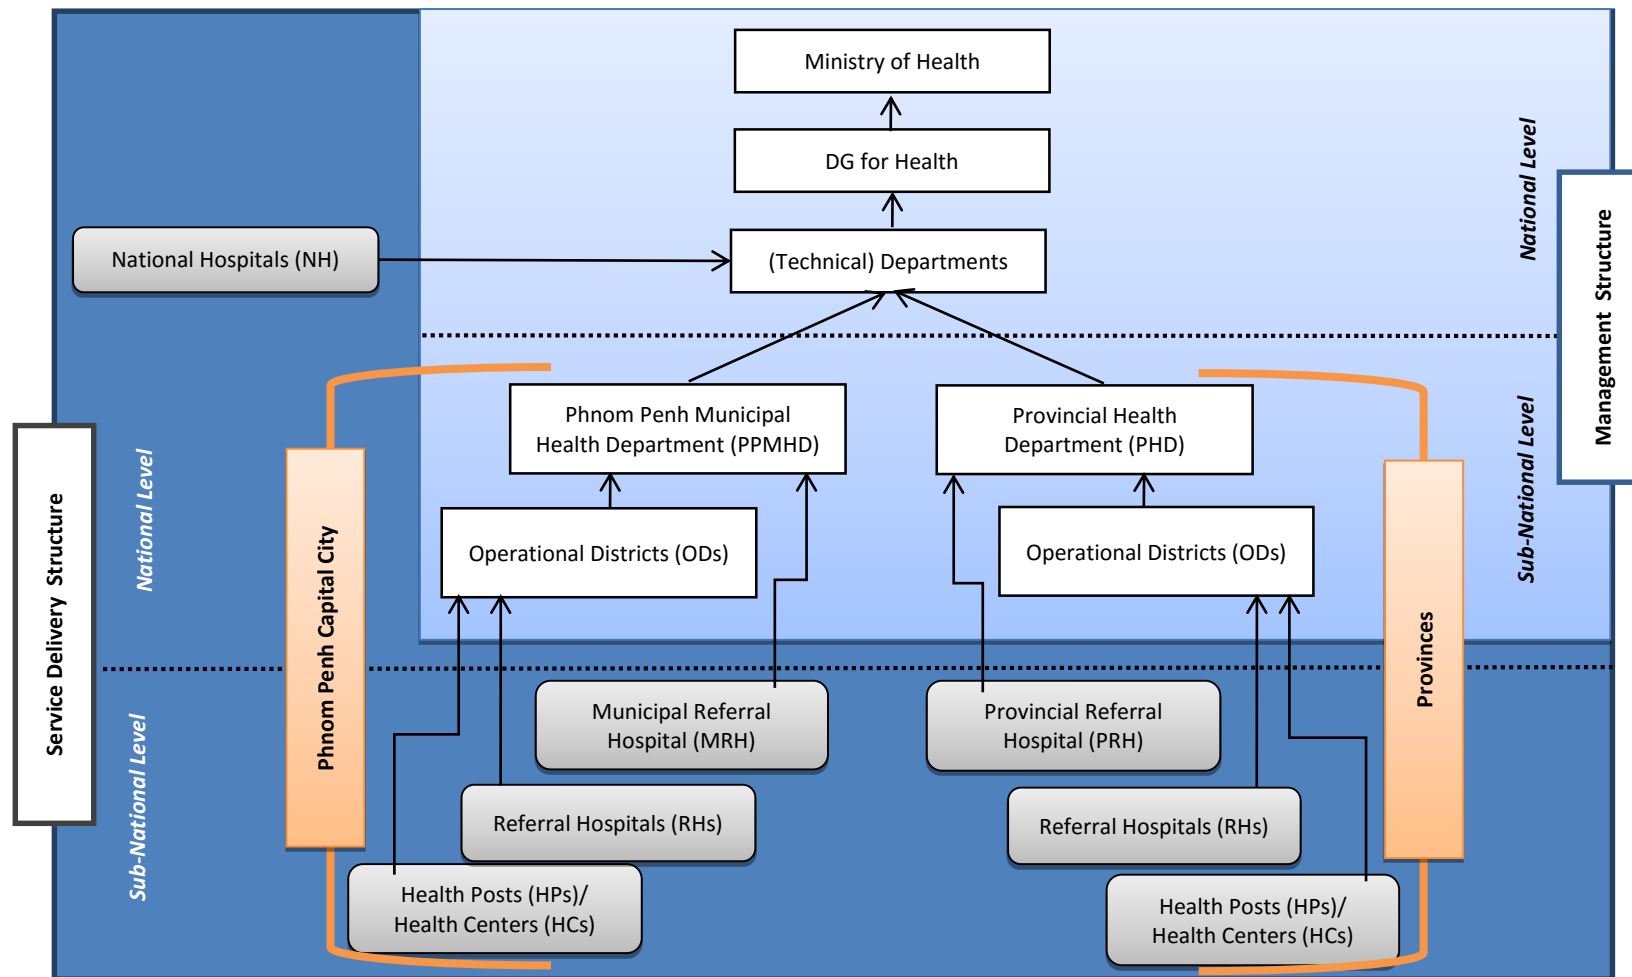 Ministry of Health
DG for Health
National Hospitals (NH)
(Technical) Departments
National Level
Management Structure
Phnom Penh Municipal
Health Department (PPMHD)
Provincial Health
Department (PHD)
Operational Districts (ODs)
Operational Districts (ODs)
Sub-National Level
Service Delivery Structure
National Level
Phnom Penh Capital City
Provinces
Sub-National Level
Municipal Referral
Hospital (MRH)
Provincial Referral
Hospital (PRH)
Referral Hospitals (RHs)
Referral Hospitals (RHs)
Health Posts (HPs)/
Health Centers (HCs)
Health Posts (HPs)/
Health Centers (HCs)